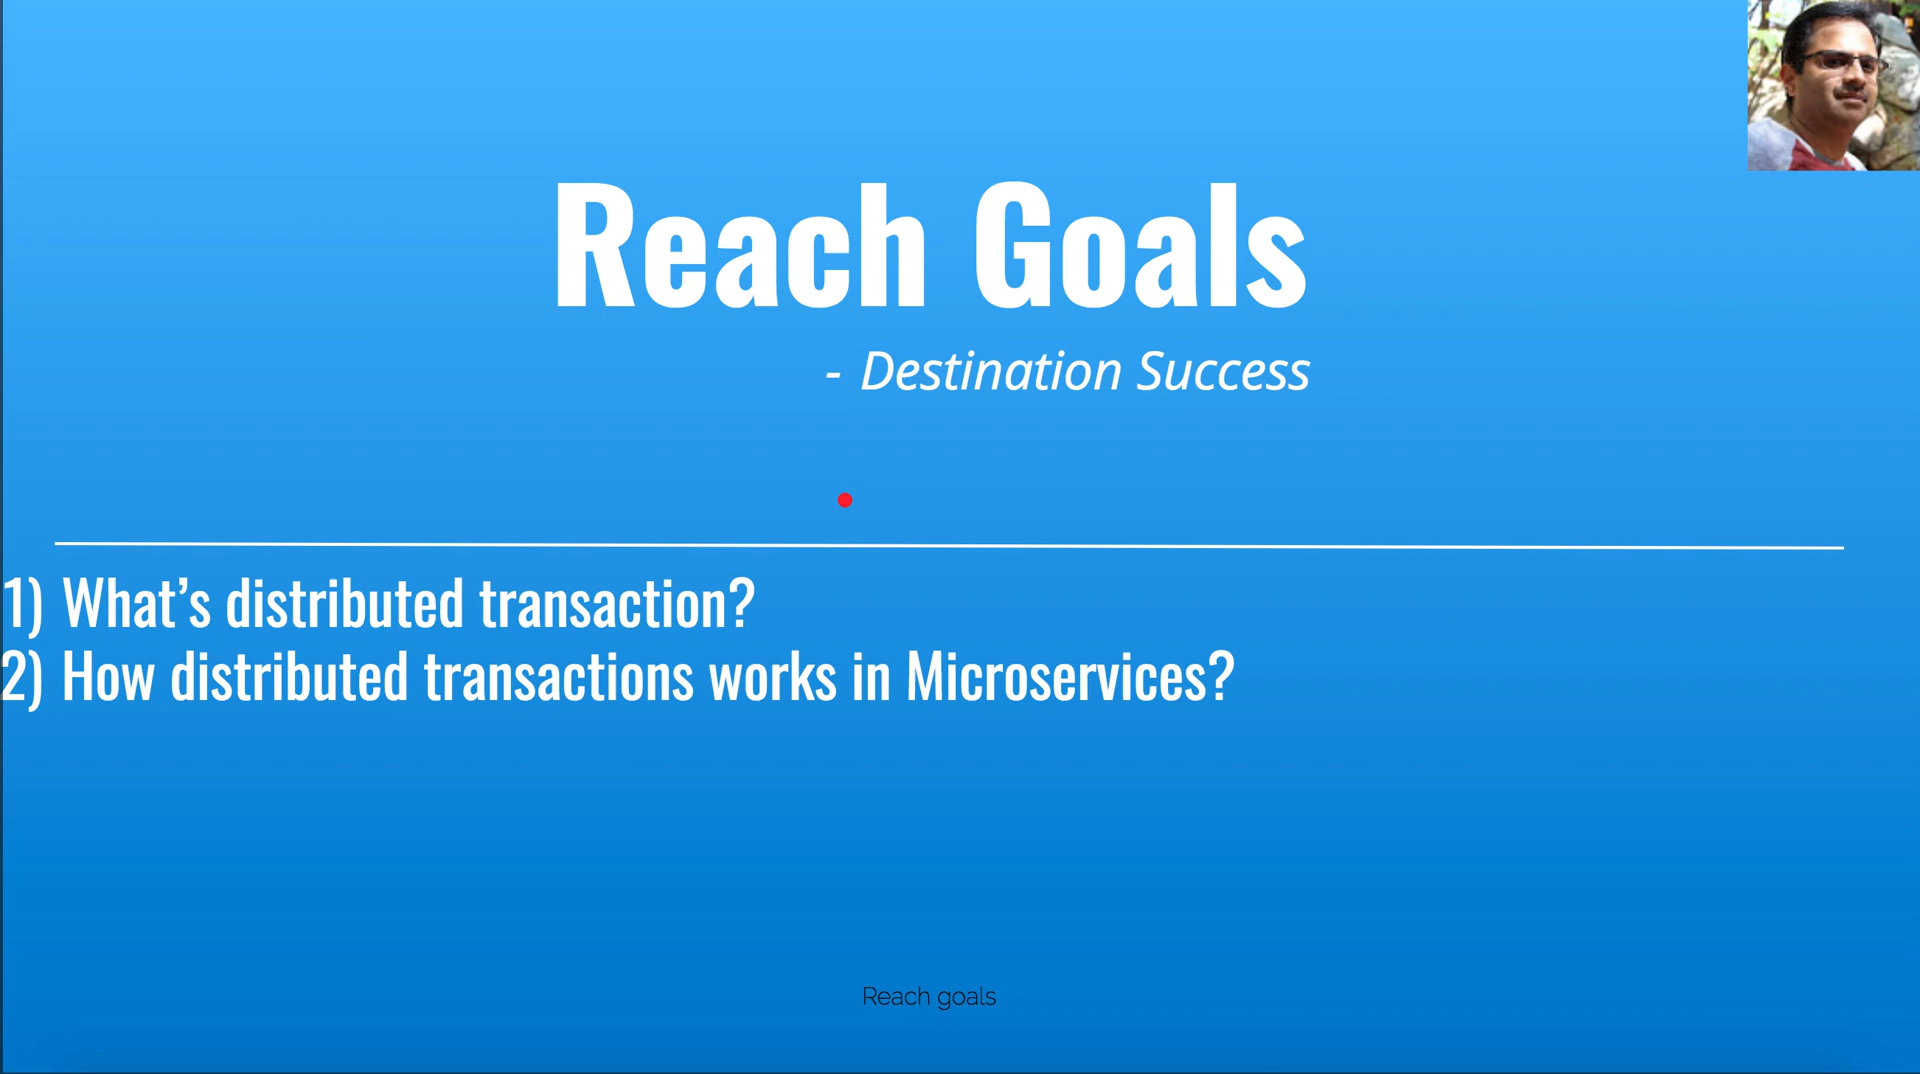 Reach Goals
- Destination Success
1) What’s distributed transaction?
2) How distributed transactions works in Microservices?
Reach goals